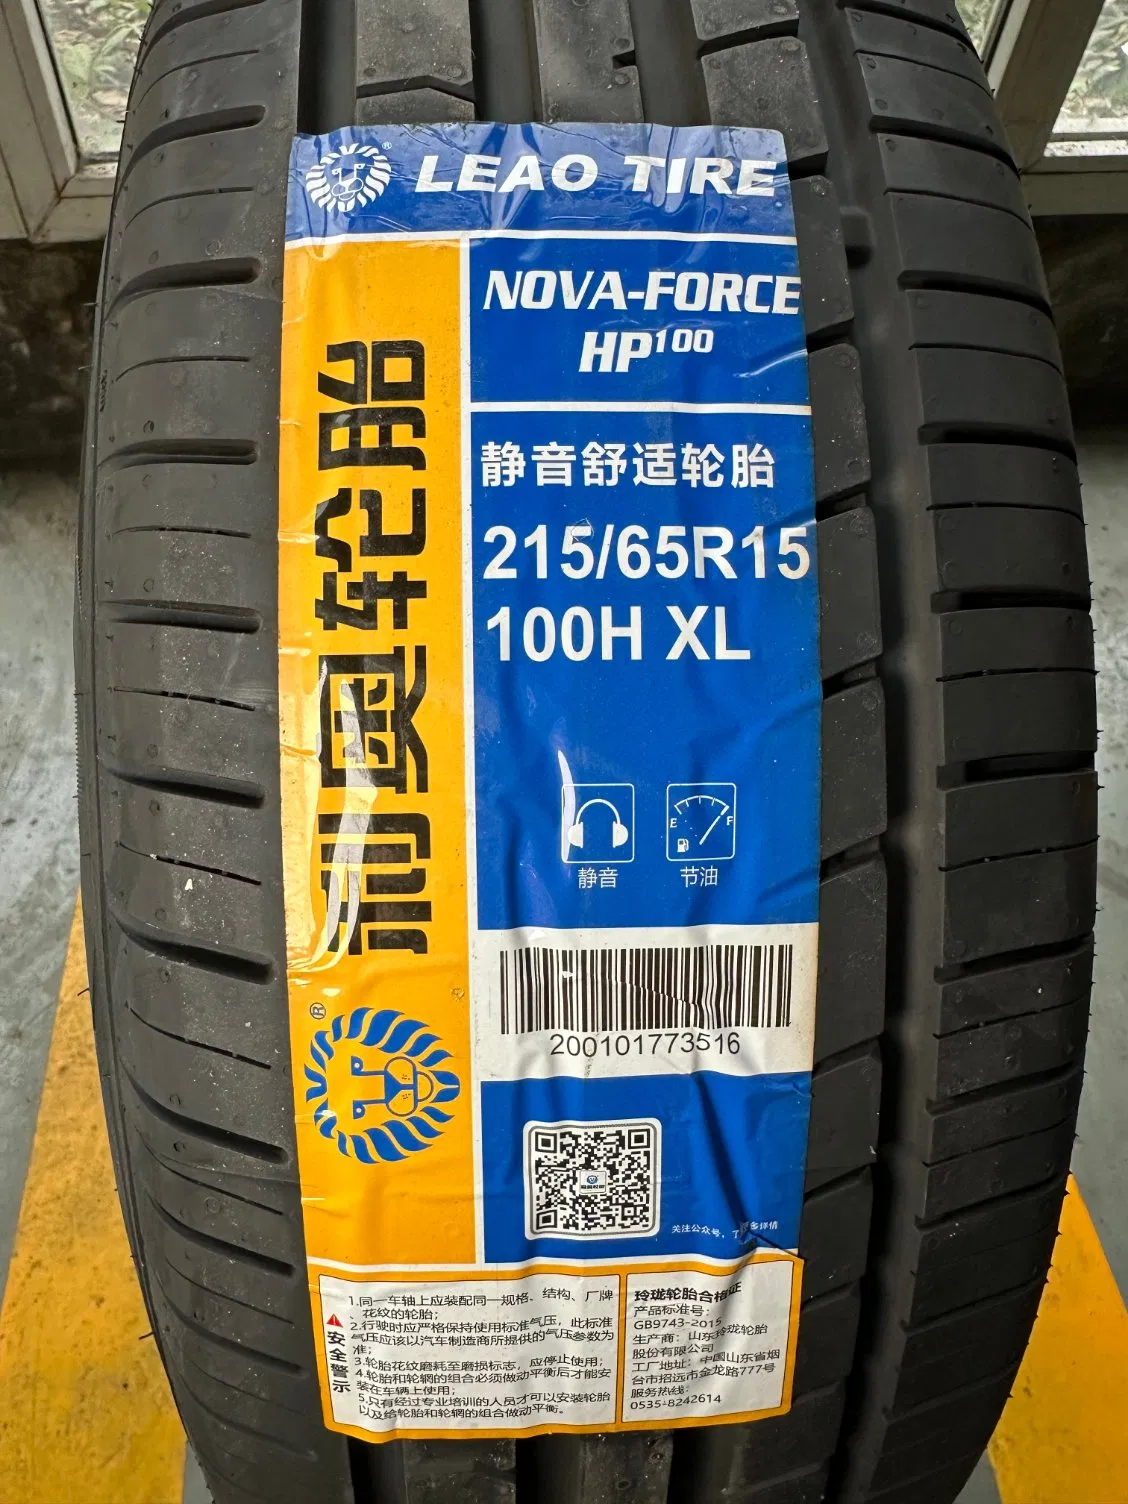 LEAO TIRE
NOVA-FORCE
HP100
利奥轮胎
静音舒适轮胎
215/65R15
100H XL
E F
静音
节油
200101773516
关注公众号,了
多详情
安全警示
1.同一车轴上应装配同一规格、结构、厂牌
、花纹的轮胎;
2.行驶时应严格保持使用标准气压,此标准
气压应该以汽车制造商所提供的气压参数为
准;
3.轮胎花纹磨耗至磨损标志,应停止使用;
4.轮胎和轮辋的组合必须做动平衡后才能安
装在车辆上使用;
5.只有经过专业培训的人员才可以安装轮胎
以及给轮胎和轮辋的组合做动平衡。
玲珑轮胎合格证
产品标准号:
GB9743-2015
生产商:山东玲珑轮胎
股份有限公司
工厂地址:中国山东省烟
台市招远市金龙路777号
服务热线:
0535-8242614